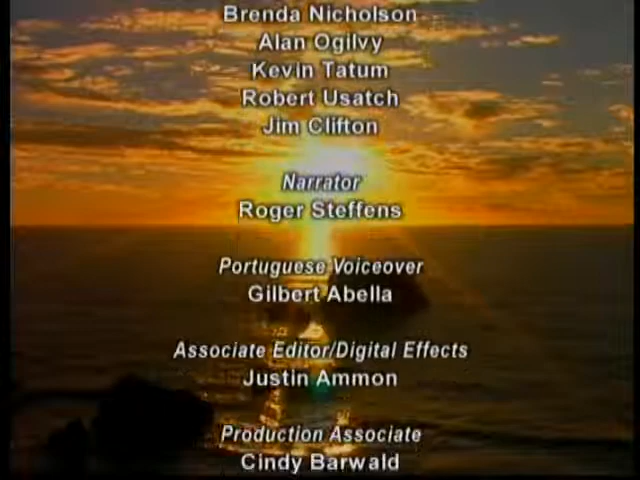 Brenda Nicholson
Alan Ogilvy
Kevin Tatum
Robert Usatch
Jim Clifton
Narrator
Roger Steffens
Portuguese Voiceover
Gilbert Abella
Associate Editor/Digital Effects
Justin Ammon
Production Associate
Cindy Barwald